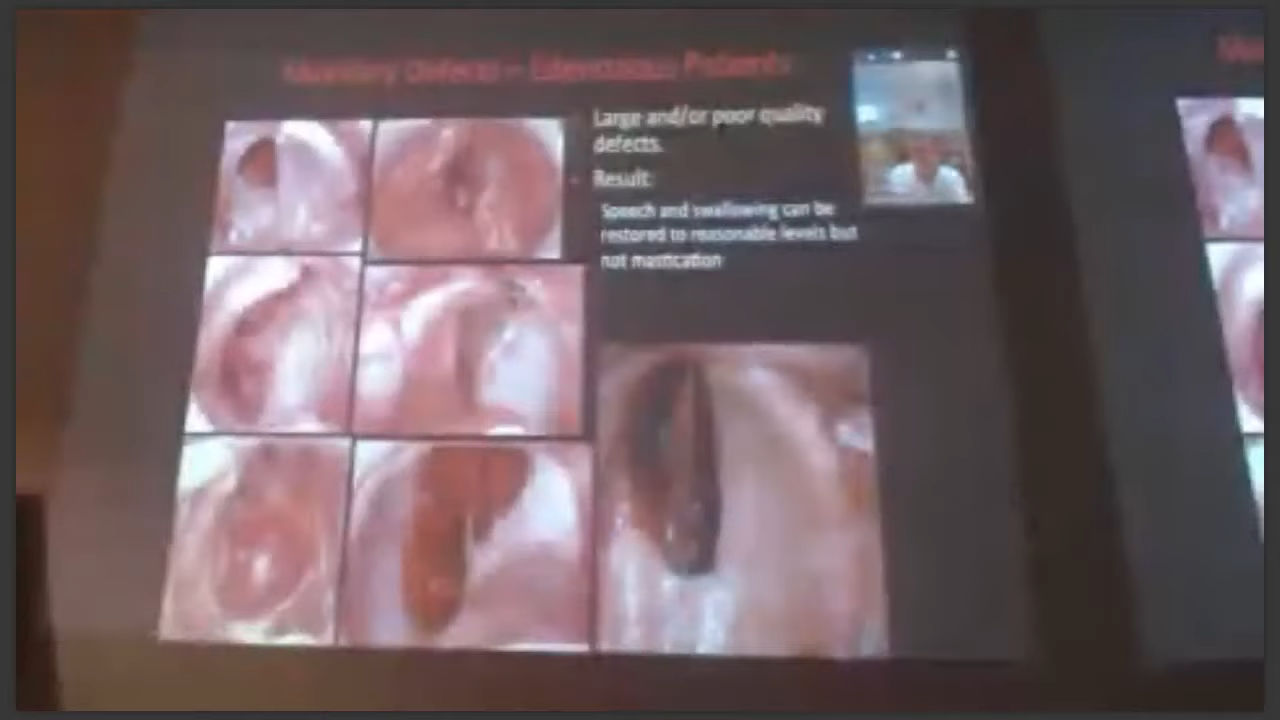 Maxillary Defects – Edentulous Patients
Large and/or poor quality
defects.
Result:
Speech and swallowing can be
restored to reasonable levels but
not mastication